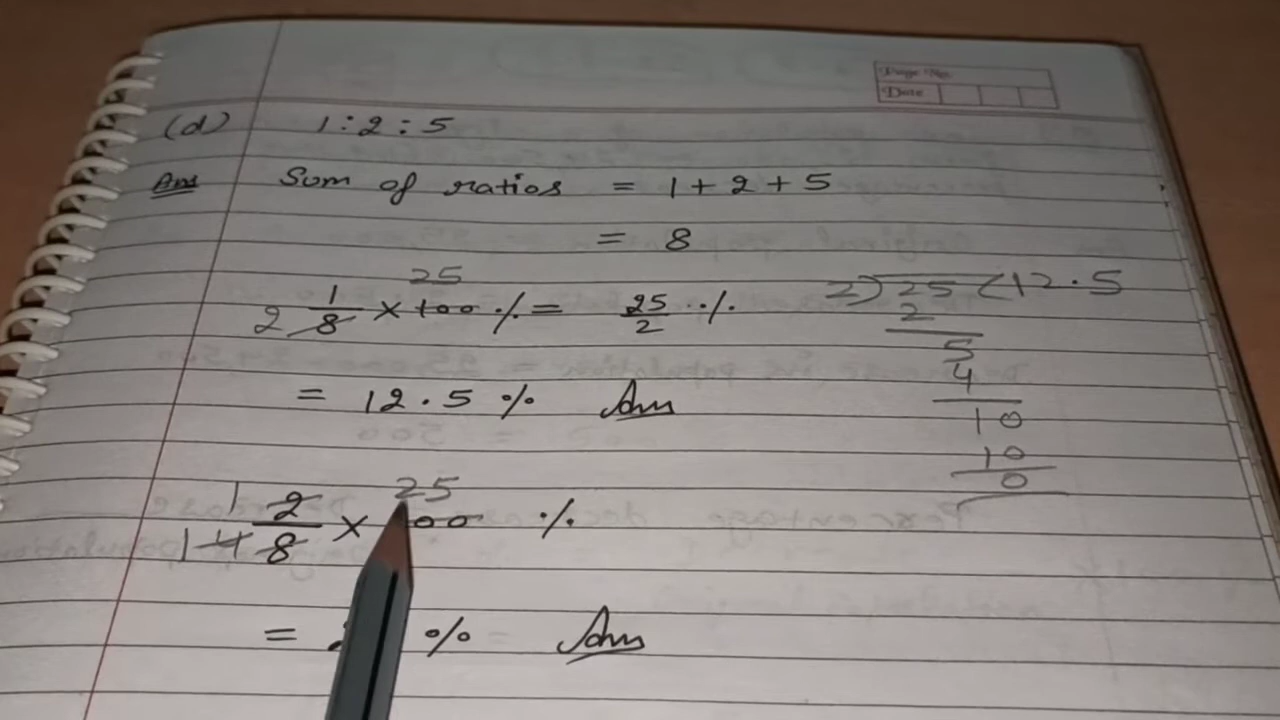 Page No.
Date
(d) 1 : 2 : 5
Ans Sum of ratios = 1 + 2 + 5
= 8
25
2 1/8 × 100 % = 25/2 %
2) 25 (12.5
2
5
4
10
10
0
= 12.5 % Ans
1 25
1 4 2/8 × 100 %
= % Ans